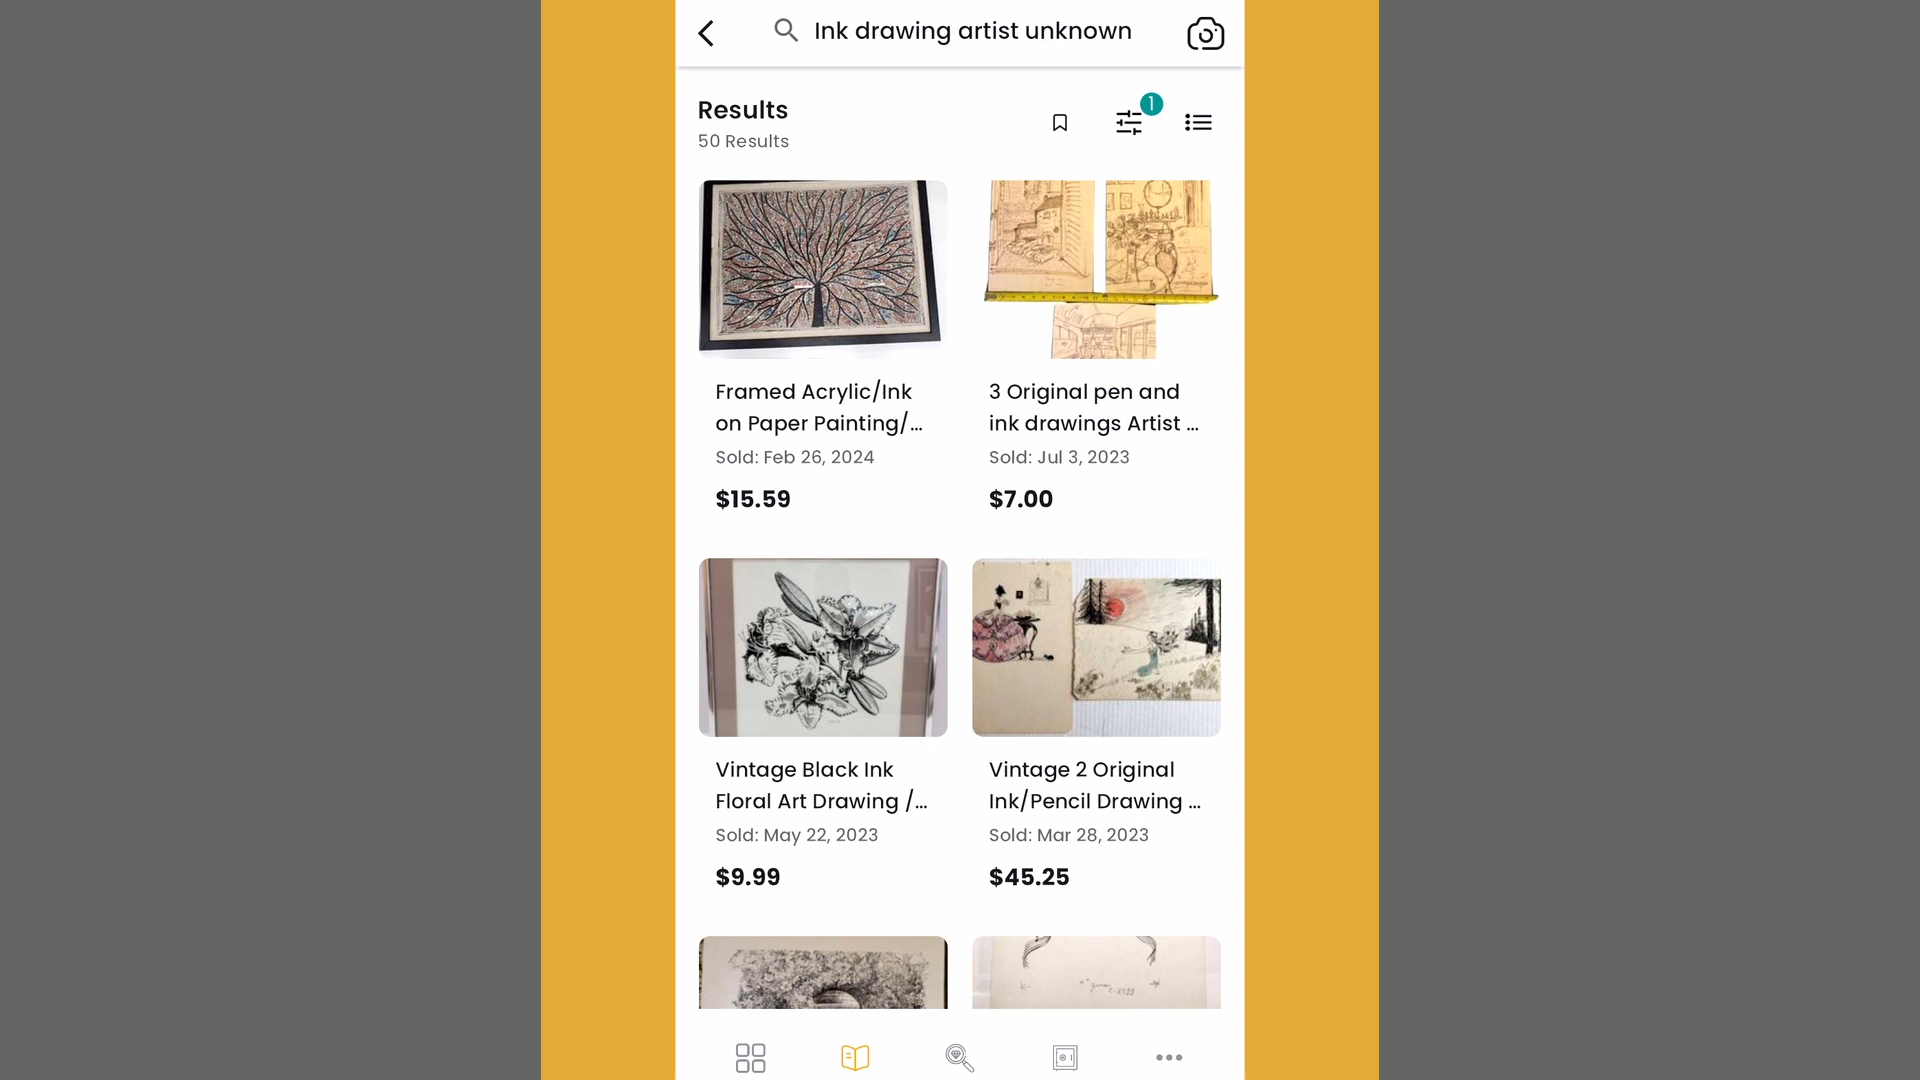 Ink drawing artist unknown
Results
1
50 Results
Framed Acrylic/Ink
on Paper Painting/...
Sold: Feb 26, 2024
$15.59
3 Original pen and
ink drawings Artist ...
Sold: Jul 3, 2023
$7.00
Vintage Black Ink
Floral Art Drawing /...
Sold: May 22, 2023
$9.99
Vintage 2 Original
Ink/Pencil Drawing ...
Sold: Mar 28, 2023
$45.25